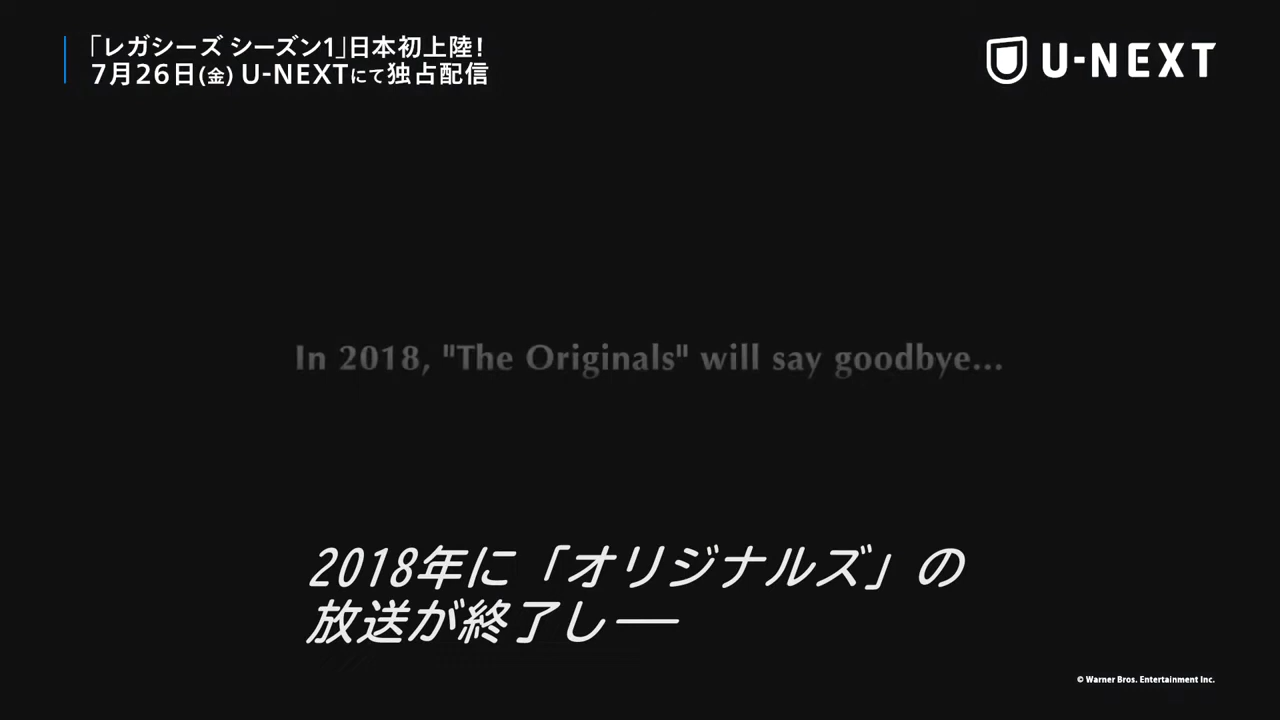 「レガシーズ シーズン1」日本初上陸!
7月26日(金) U-NEXTにて独占配信
U-NEXT
In 2018, "The Originals" will say goodbye...
2018年に「オリジナルズ」の
放送が終了し──
© Warner Bros. Entertainment Inc.